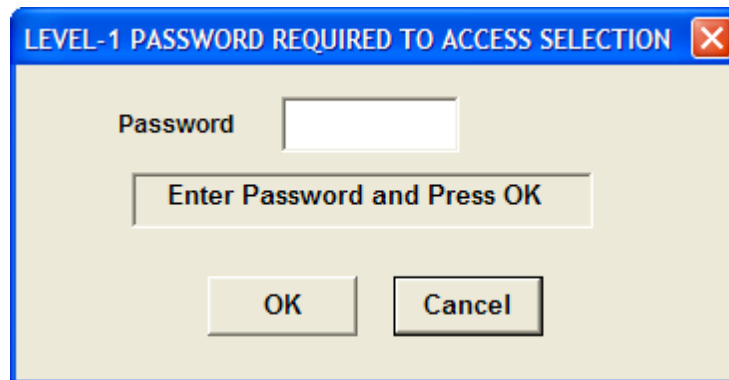 LEVEL-1 PASSWORD REQUIRED TO ACCESS SELECTION
Password
Enter Password and Press OK
OK Cancel